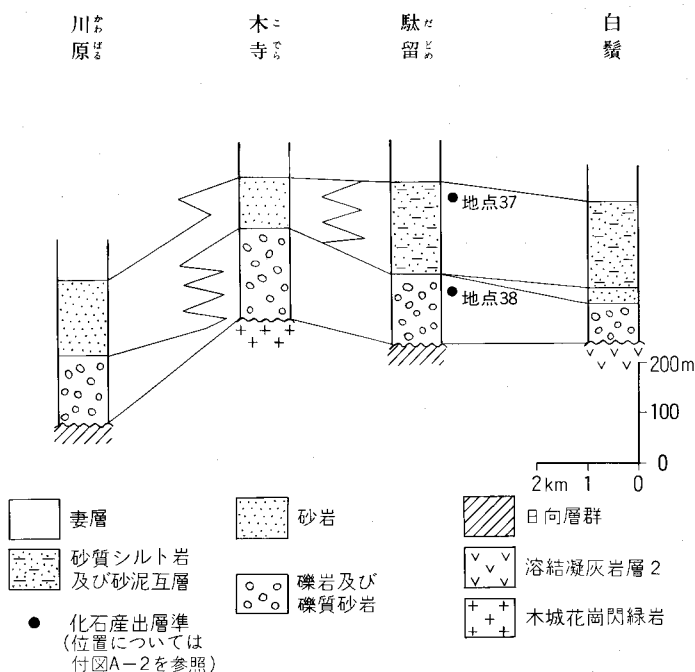 川原
かわばる
木寺
こでら
駄留
だどめ
白鬚
地点37
地点38
200m
100
0
2km 1 0
妻層
砂質シルト岩
及び砂泥互層
化石産出層準
(位置については
付図A-2を参照)
砂岩
礫岩及び
礫質砂岩
日向層群
溶結凝灰岩層2
木城花崗閃緑岩